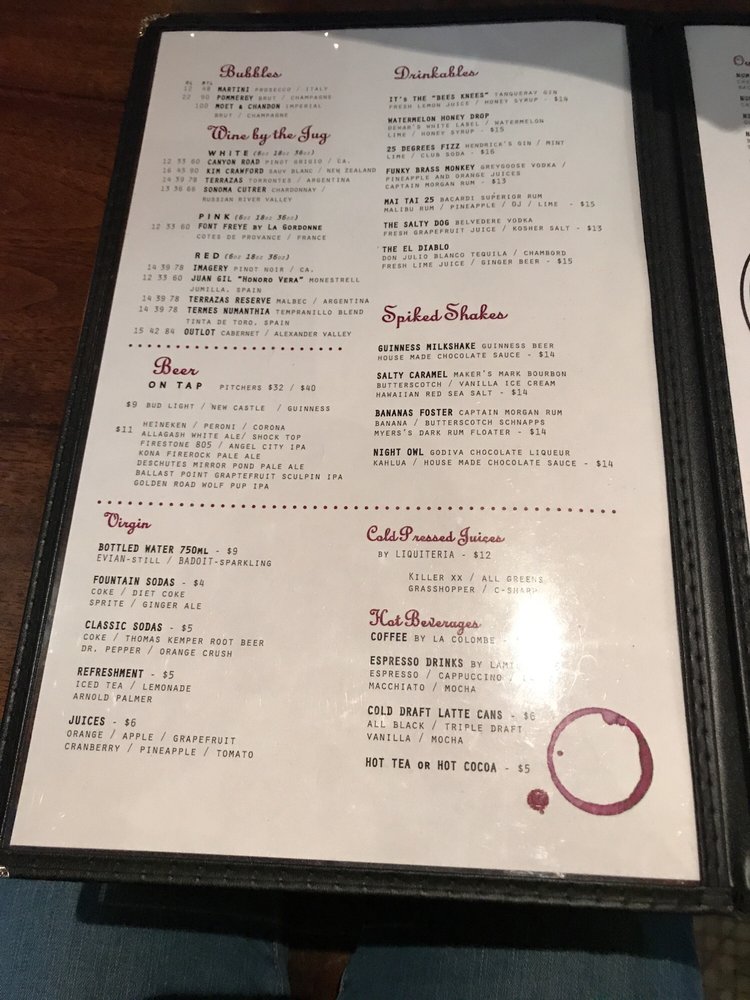 Bubbles
GL BTL
12 48 MARTINI PROSECCO / ITALY
22 90 POMMERBY BRUT / CHAMPAGNE
100 MOET & CHANDON IMPERIAL
BRUT / CHAMPAGNE
Wine by the Jug
WHITE (6oz 18oz 36oz)
12 33 60 CANYON ROAD PINOT GRIGIO / CA.
16 45 90 KIM CRAWFORD SAUV BLANC / NEW ZEALAND
14 39 78 TERRAZAS TORRONTES / ARGENTINA
13 36 66 SONOMA CUTRER CHARDONNAY /
RUSSIAN RIVER VALLEY
PINK (6oz 18oz 36oz)
12 33 60 FONT FREYE BY LA GORDONNE
COTES DE PROVANCE / FRANCE
RED (6oz 18oz 36oz)
14 39 78 IMAGERY PINOT NOIR / CA.
12 33 60 JUAN GIL "HONORO VERA" MONESTRELL
JUMILLA, SPAIN
14 39 78 TERRAZAS RESERVE MALBEC / ARGENTINA
14 39 78 TERMES NUMANTHIA TEMPRANILLO BLEND
TINTA DE TORO, SPAIN
15 42 84 OUTLOT CABERNET / ALEXANDER VALLEY
Beer
ON TAP PITCHERS $32 / $40
$9 BUD LIGHT / NEW CASTLE / GUINNESS
$11 HEINEKEN / PERONI / CORONA
ALLAGASH WHITE ALE/ SHOCK TOP
FIRESTONE 805 / ANGEL CITY IPA
KONA FIREROCK PALE ALE
DESCHUTES MIRROR POND PALE ALE
BALLAST POINT GRAPTEFRUIT SCULPIN IPA
GOLDEN ROAD WOLF PUP IPA
Drinkables
IT's THE "BEES KNEES" TANQUERAY GIN
FRESH LEMON JUICE / HONEY SYRUP - $14
WATERMELON HONEY DROP
DEWAR'S WHITE LABEL / WATERMELON
LIME / HONEY SYRUP - $15
25 DEGREES FIZZ HENDRICK'S GIN / MINT
LIME / CLUB SODA - $16
FUNKY BRASS MONKEY GREYGOOSE VODKA /
PINEAPPLE AND ORANGE JUICES
CAPTAIN MORGAN RUM - $13
MAI TAI 25 BACARDI SUPERIOR RUM
MALIBU RUM / PINEAPPLE / OJ / LIME - $15
THE SALTY DOG BELVEDERE VODKA
FRESH GRAPEFRUIT JUICE / KOSHER SALT - $13
THE EL DIABLO
DON JULIO BLANCO TEQUILA / CHAMBORD
FRESH LIME JUICE / GINGER BEER - $15
Spiked Shakes
GUINNESS MILKSHAKE GUINNESS BEER
HOUSE MADE CHOCOLATE SAUCE - $14
SALTY CARAMEL MAKER'S MARK BOURBON
BUTTERSCOTCH / VANILLA ICE CREAM
HAWAIIAN RED SEA SALT - $14
BANANAS FOSTER CAPTAIN MORGAN RUM
BANANA / BUTTERSCOTCH SCHNAPPS
MYERS'S DARK RUM FLOATER - $14
NIGHT OWL GODIVA CHOCOLATE LIQUEUR
KAHLUA / HOUSE MADE CHOCOLATE SAUCE - $14
Virgin
BOTTLED WATER 750ML - $9
EVIAN-STILL / BADOIT-SPARKLING
FOUNTAIN SODAS - $4
COKE / DIET COKE
SPRITE / GINGER ALE
CLASSIC SODAS - $5
COKE / THOMAS KEMPER ROOT BEER
DR. PEPPER / ORANGE CRUSH
REFRESHMENT - $5
ICED TEA / LEMONADE
ARNOLD PALMER
JUICES - $6
ORANGE / APPLE / GRAPEFRUIT
CRANBERRY / PINEAPPLE / TOMATO
Cold Pressed Juices
BY LIQUITERIA - $12
KILLER XX / ALL GREENS
GRASSHOPPER / C-SHARP
Hot Beverages
COFFEE BY LA COLOMBE -
ESPRESSO DRINKS BY
ESPRESSO / CAPPUCCINO /
MACCHIATO / MOCHA
COLD DRAFT LATTE CANS - $6
ALL BLACK / TRIPLE DRAFT
VANILLA / MOCHA
HOT TEA OR HOT COCOA - $5